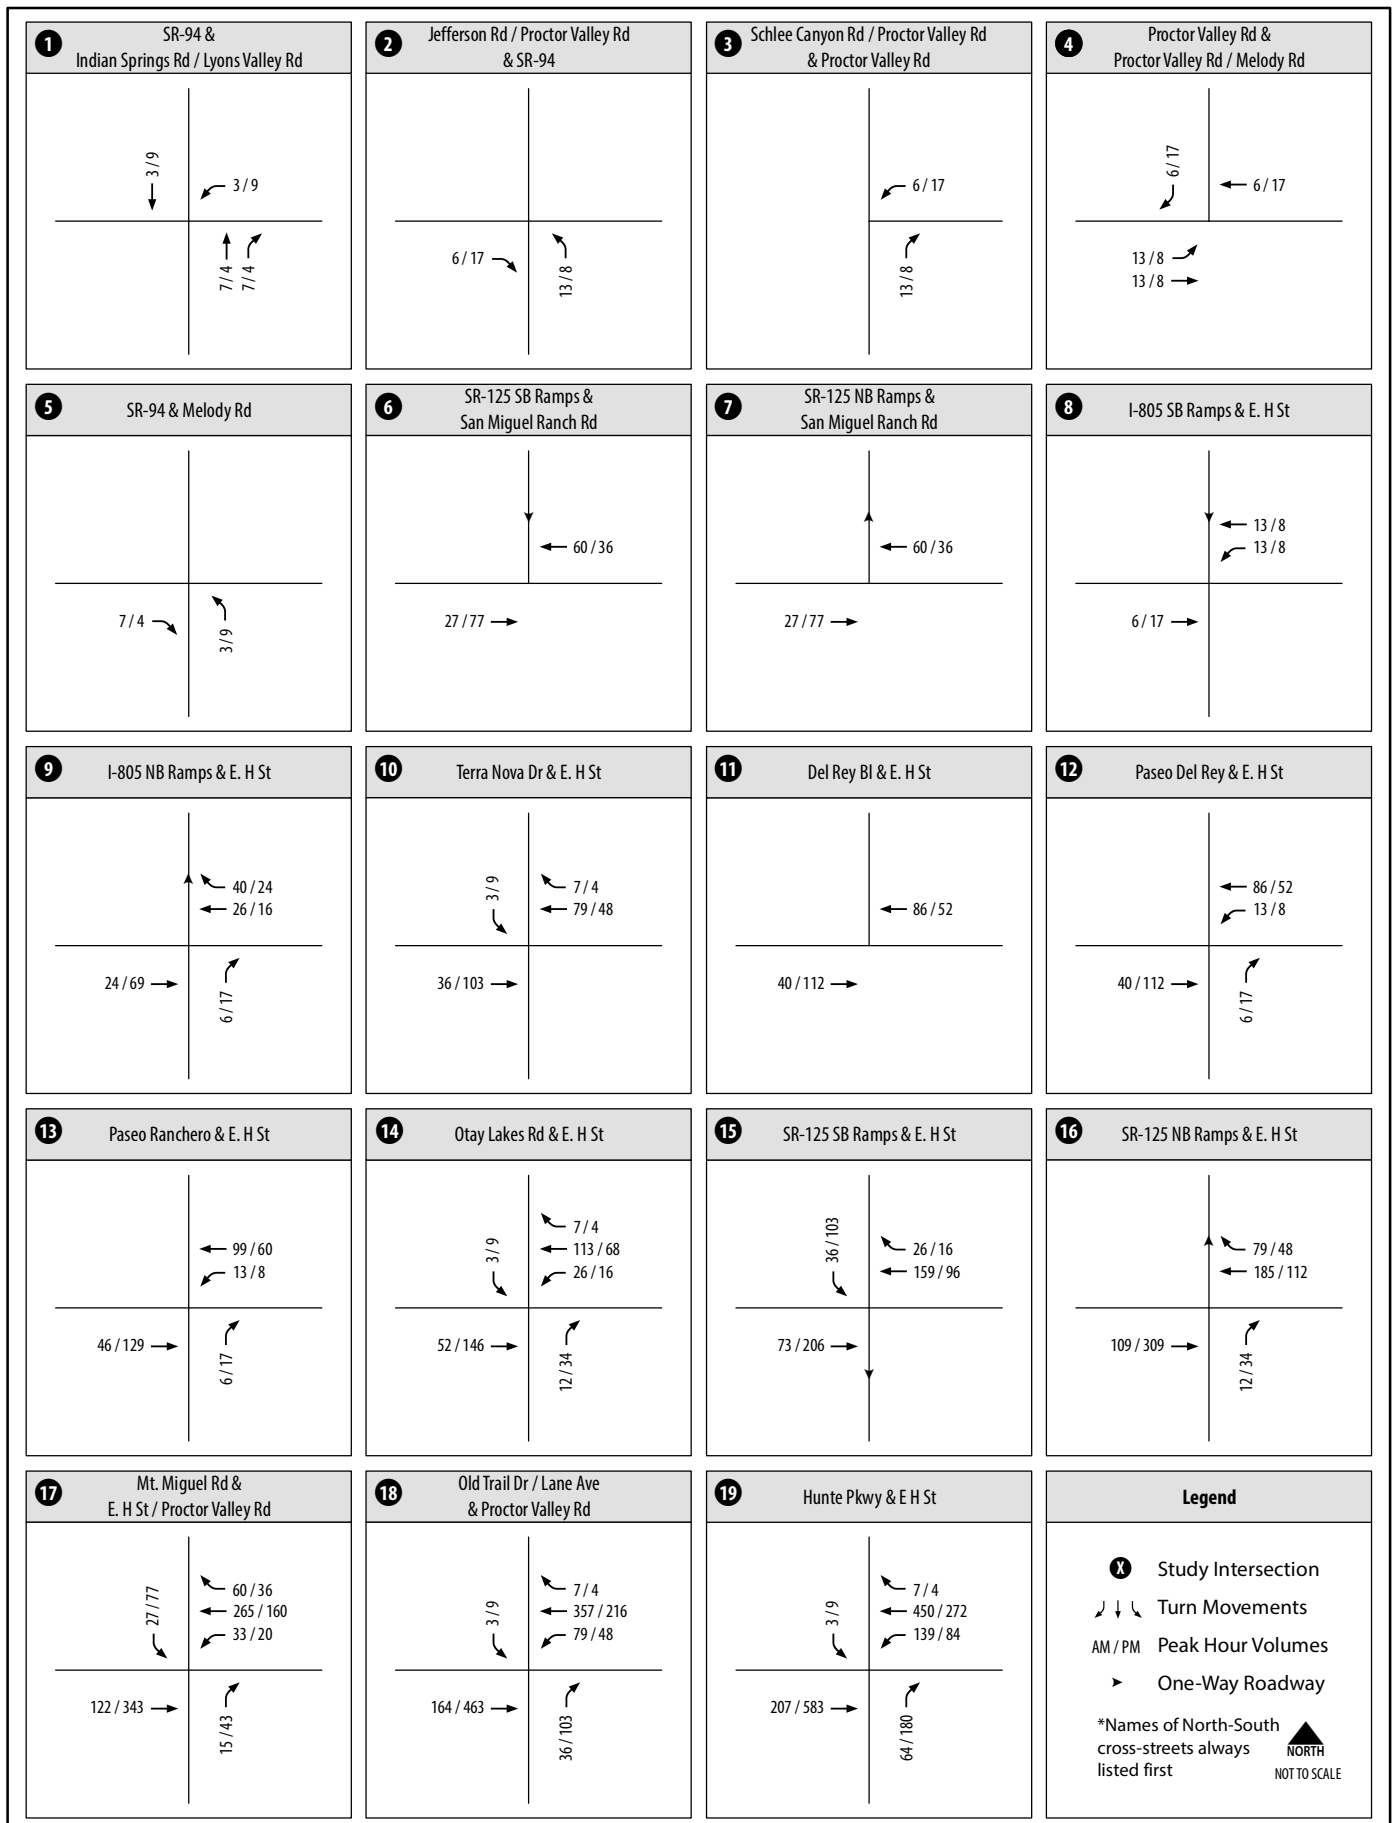 1
SR-94 &
Indian Springs Rd / Lyons Valley Rd
3 / 9
3 / 9
7 / 4
7 / 4
2
Jefferson Rd / Proctor Valley Rd
& SR-94
6 / 17
13 / 8
3
Schlee Canyon Rd / Proctor Valley Rd
& Proctor Valley Rd
6 / 17
13 / 8
4
Proctor Valley Rd &
Proctor Valley Rd / Melody Rd
6 / 17
6 / 17
13 / 8
13 / 8
5
SR-94 & Melody Rd
7 / 4
3 / 9
6
SR-125 SB Ramps &
San Miguel Ranch Rd
60 / 36
27 / 77
7
SR-125 NB Ramps &
San Miguel Ranch Rd
60 / 36
27 / 77
8
I-805 SB Ramps & E. H St
13 / 8
13 / 8
6 / 17
9
I-805 NB Ramps & E. H St
40 / 24
26 / 16
24 / 69
6 / 17
10
Terra Nova Dr & E. H St
3 / 9
7 / 4
79 / 48
36 / 103
11
Del Rey Bl & E. H St
86 / 52
40 / 112
12
Paseo Del Rey & E. H St
86 / 52
13 / 8
40 / 112
6 / 17
13
Paseo Ranchero & E. H St
99 / 60
13 / 8
46 / 129
6 / 17
14
Otay Lakes Rd & E. H St
3 / 9
7 / 4
113 / 68
26 / 16
52 / 146
12 / 34
15
SR-125 SB Ramps & E. H St
36 / 103
26 / 16
159 / 96
73 / 206
16
SR-125 NB Ramps & E. H St
79 / 48
185 / 112
109 / 309
12 / 34
17
Mt. Miguel Rd &
E. H St / Proctor Valley Rd
27 / 77
60 / 36
265 / 160
33 / 20
122 / 343
15 / 43
18
Old Trail Dr / Lane Ave
& Proctor Valley Rd
3 / 9
7 / 4
357 / 216
79 / 48
164 / 463
36 / 103
19
Hunte Pkwy & E H St
3 / 9
7 / 4
450 / 272
139 / 84
207 / 583
64 / 180
Legend
X Study Intersection
Turn Movements
AM / PM Peak Hour Volumes
One-Way Roadway
*Names of North-South
cross-streets always
listed first
NORTH
NOT TO SCALE